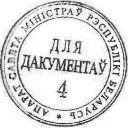 АПАРАТ САВЕТА МІНІСТРАЎ РЭСПУБЛІКІ БЕЛАРУСЬ
ДЛЯ
ДАКУМЕНТАЎ
4